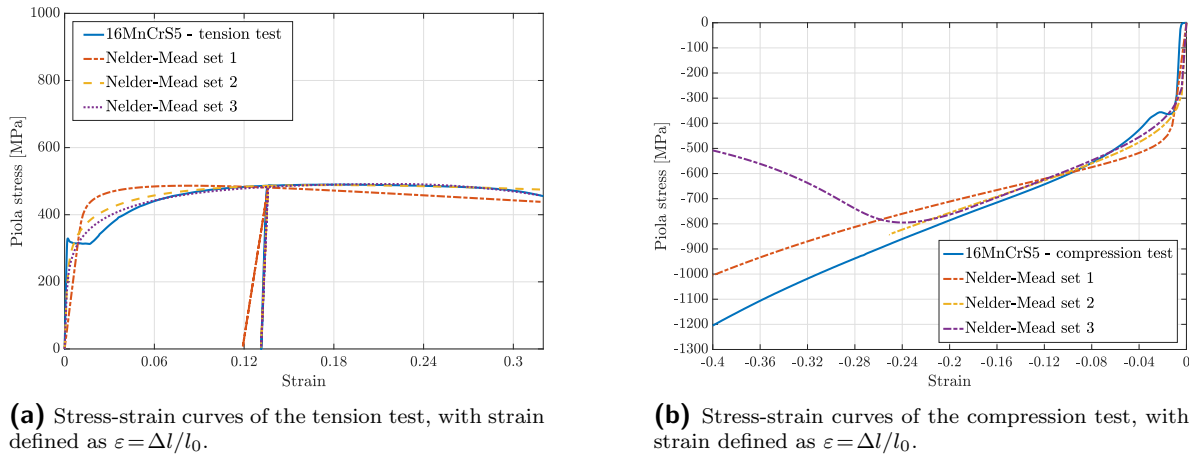 1000
800
600
400
200
0
Piola stress [MPa]
16MnCrS5 - tension test
Nelder-Mead set 1
Nelder-Mead set 2
Nelder-Mead set 3
0 0.06 0.12 0.18 0.24 0.3
Strain
(a) Stress-strain curves of the tension test, with strain
defined as ε=Δl/l₀.
0
-100
-200
-300
-400
-500
-600
-700
-800
-900
-1000
-1100
-1200
-1300
Piola stress [MPa]
16MnCrS5 - compression test
Nelder-Mead set 1
Nelder-Mead set 2
Nelder-Mead set 3
-0.4 -0.36 -0.32 -0.28 -0.24 -0.2 -0.16 -0.12 -0.08 -0.04 0
Strain
(b) Stress-strain curves of the compression test, with
strain defined as ε=Δl/l₀.